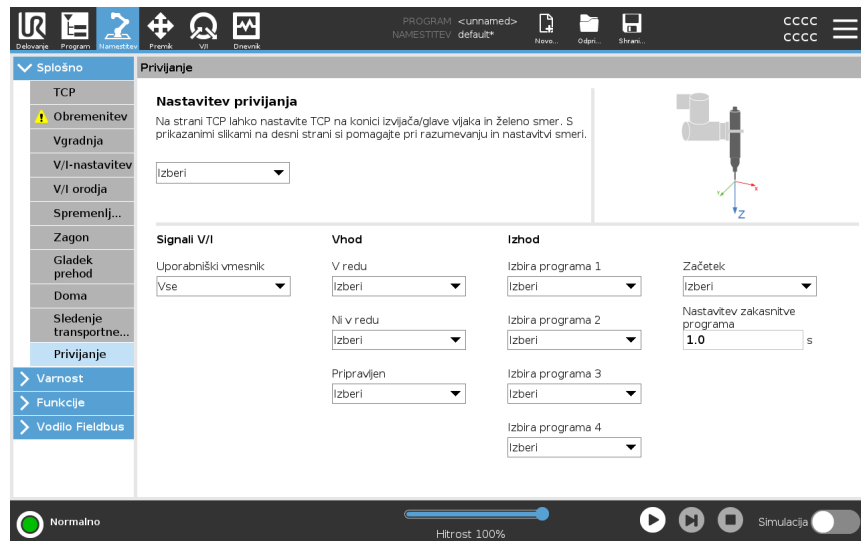 PROGRAM <unnamed>
NAMESTITEV default*
CCCC
CCCC
Delovanje Program Namestitev Premik V/I Dnevnik Novo... Odpri... Shrani...
Splošno
Privijanje
TCP
Obremenitev
Vgradnja
V/I-nastavitev
V/I orodja
Spremenlj...
Zagon
Gladek
prehod
Doma
Sledenje
transportne...
Privijanje
Varnost
Funkcije
Vodilo Fieldbus
Nastavitev privijanja
Na strani TCP lahko nastavite TCP na konici izvijača/glave vijaka in želeno smer. S
prikazanimi slikami na desni strani si pomagajte pri razumevanju in nastavitvi smeri.
Izberi
Y X
Z
Signali V/I Vhod Izhod
Uporabniški vmesnik V redu Izbira programa 1 Začetek
Vse Izberi Izberi Izberi
Ni v redu Izbira programa 2 Nastavitev zakasnitve
programa
Izberi Izberi 1.0 s
Pripravljen Izbira programa 3
Izberi Izberi
Izbira programa 4
Izberi
Normalno
Hitrost 100%
Simulacija